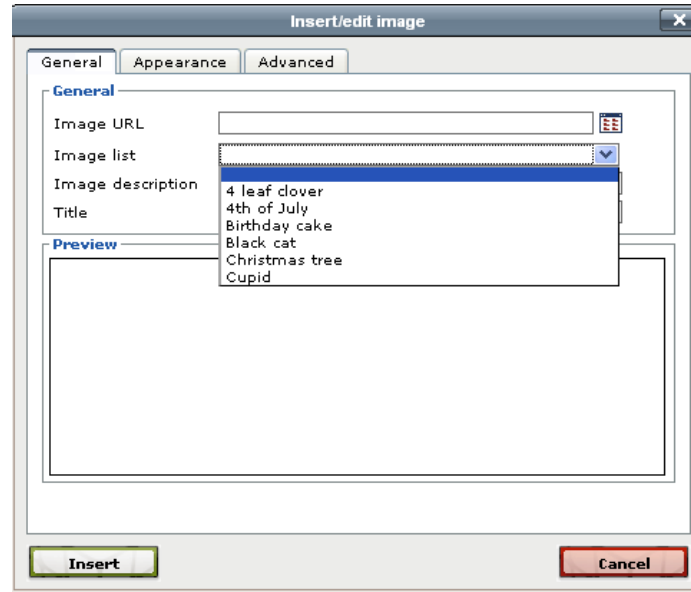 Insert/edit image
General Appearance Advanced
General
Image URL
Image list
Image description
Title
4 leaf clover
4th of July
Birthday cake
Black cat
Christmas tree
Cupid
Preview
Insert Cancel